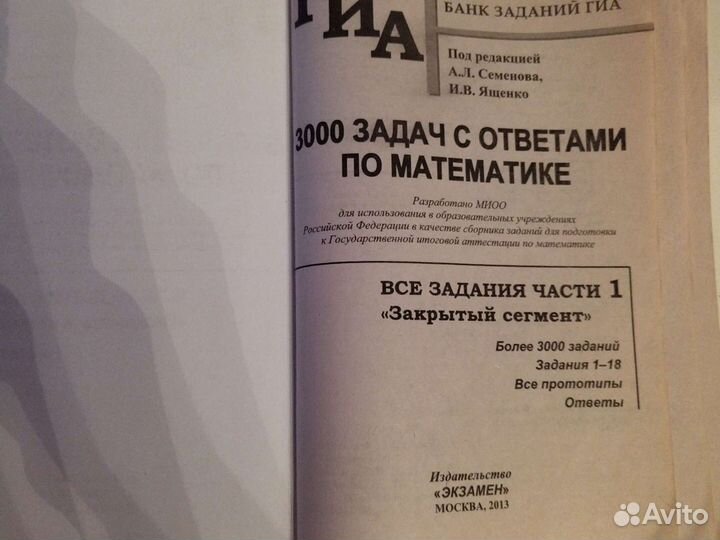 ГИА
БАНК ЗАДАНИЙ ГИА
Под редакцией
А.Л. Семенова,
И.В. Ященко
3000 ЗАДАЧ С ОТВЕТАМИ
ПО МАТЕМАТИКЕ
Разработано МИОО
для использования в образовательных учреждениях
Российской Федерации в качестве сборника заданий для подготовки
к Государственной итоговой аттестации по математике
ВСЕ ЗАДАНИЯ ЧАСТИ 1
«Закрытый сегмент»
Более 3000 заданий
Задания 1–18
Все прототипы
Ответы
Издательство
«ЭКЗАМЕН»
МОСКВА, 2013
Avito